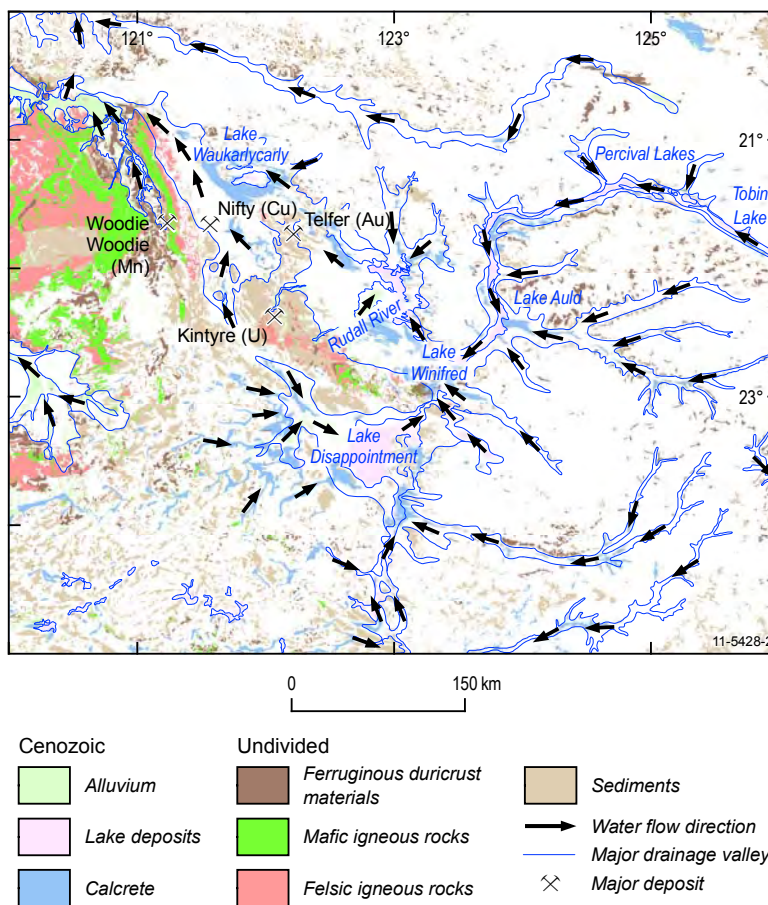 121°
123°
125°
21°
Lake
Waukarlycarly
Percival Lakes
Tobin
Lake
Nifty (Cu)
Telfer (Au)
Woodie
Woodie
(Mn)
Lake Auld
Rudall River
Kintyre (U)
Lake
Winifred
23°
Lake
Disappointment
11-5428-2
0
150 km
Cenozoic
Undivided
Alluvium
Ferruginous duricrust
materials
Sediments
Lake deposits
Mafic igneous rocks
Water flow direction
Major drainage valley
Calcrete
Felsic igneous rocks
Major deposit